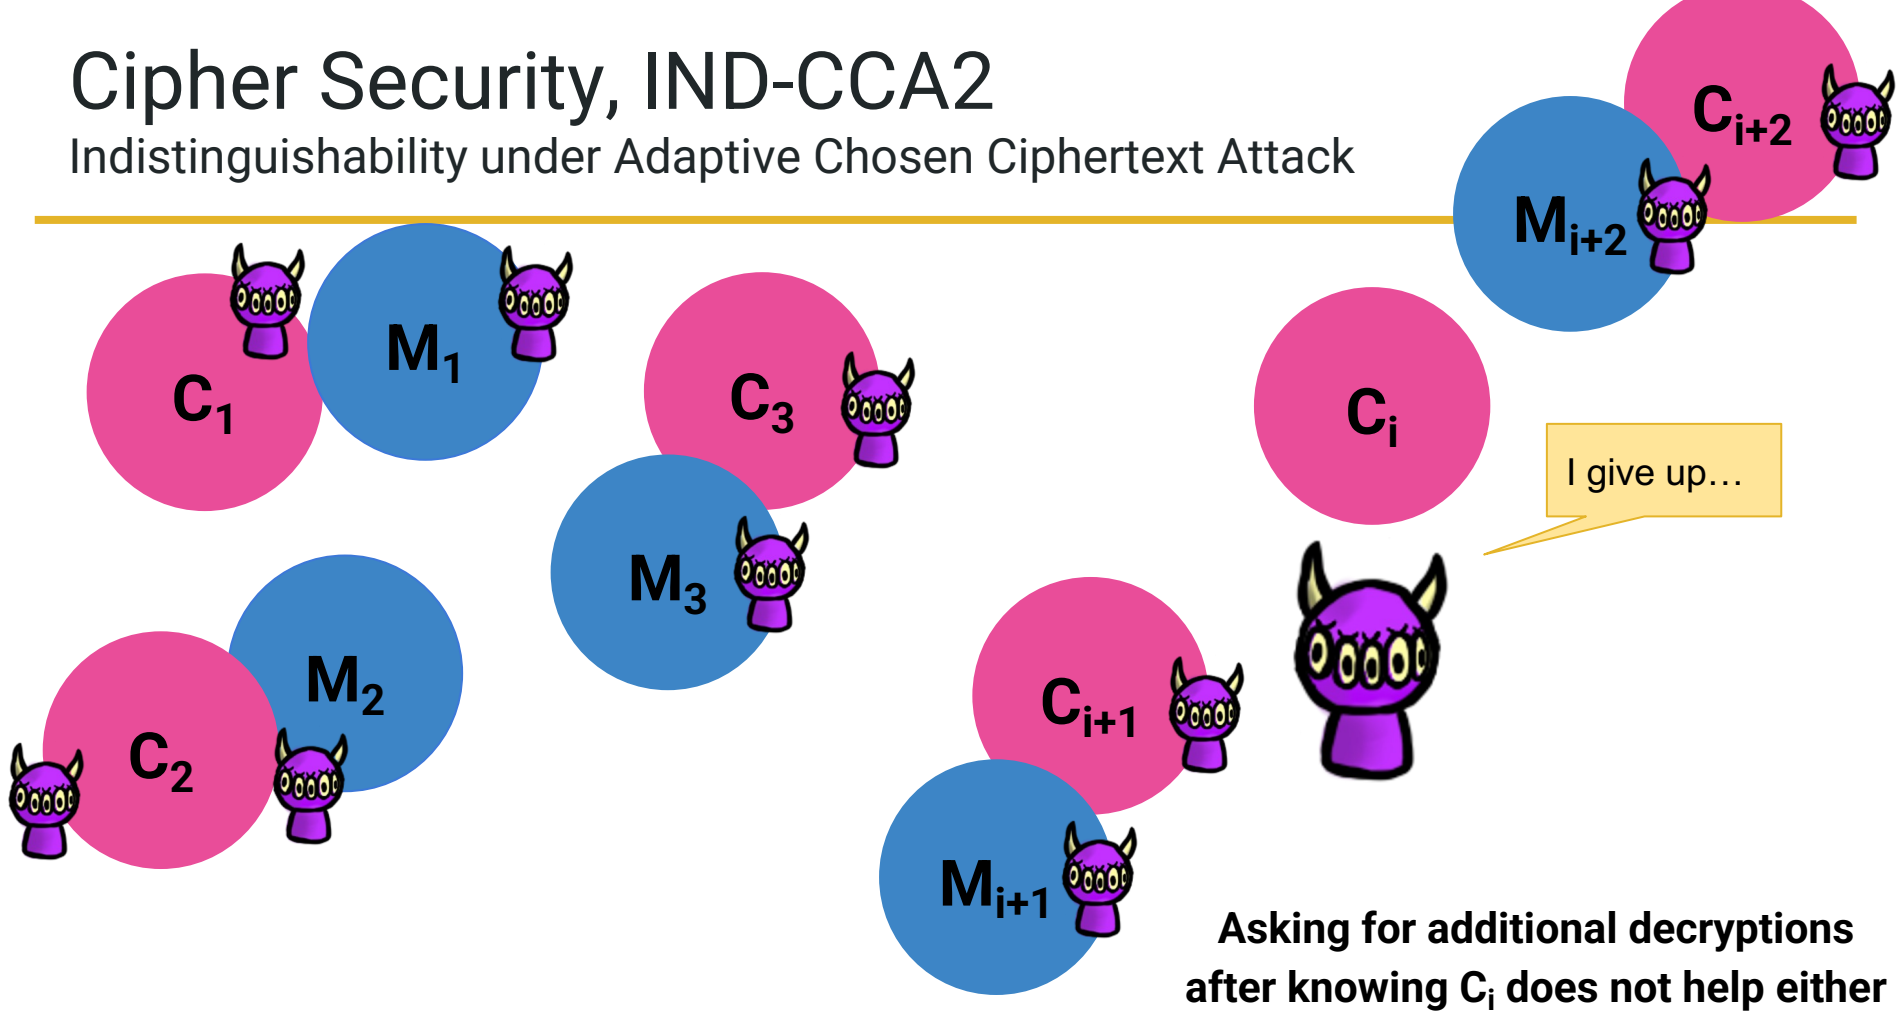 Cipher Security, IND-CCA2
Indistinguishability under Adaptive Chosen Ciphertext Attack
C1
M1
C2
M2
C3
M3
Ci+1
Mi+1
Ci
Mi+2
Ci+2
I give up...
Asking for additional decryptions
after knowing Ci does not help either